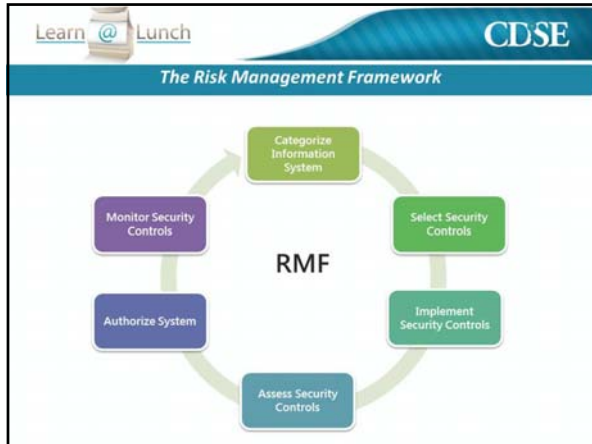 Learn @ Lunch
CDSE
The Risk Management Framework
Categorize
Information
System
Select Security
Controls
Implement
Security Controls
Assess Security
Controls
Authorize System
Monitor Security
Controls
RMF